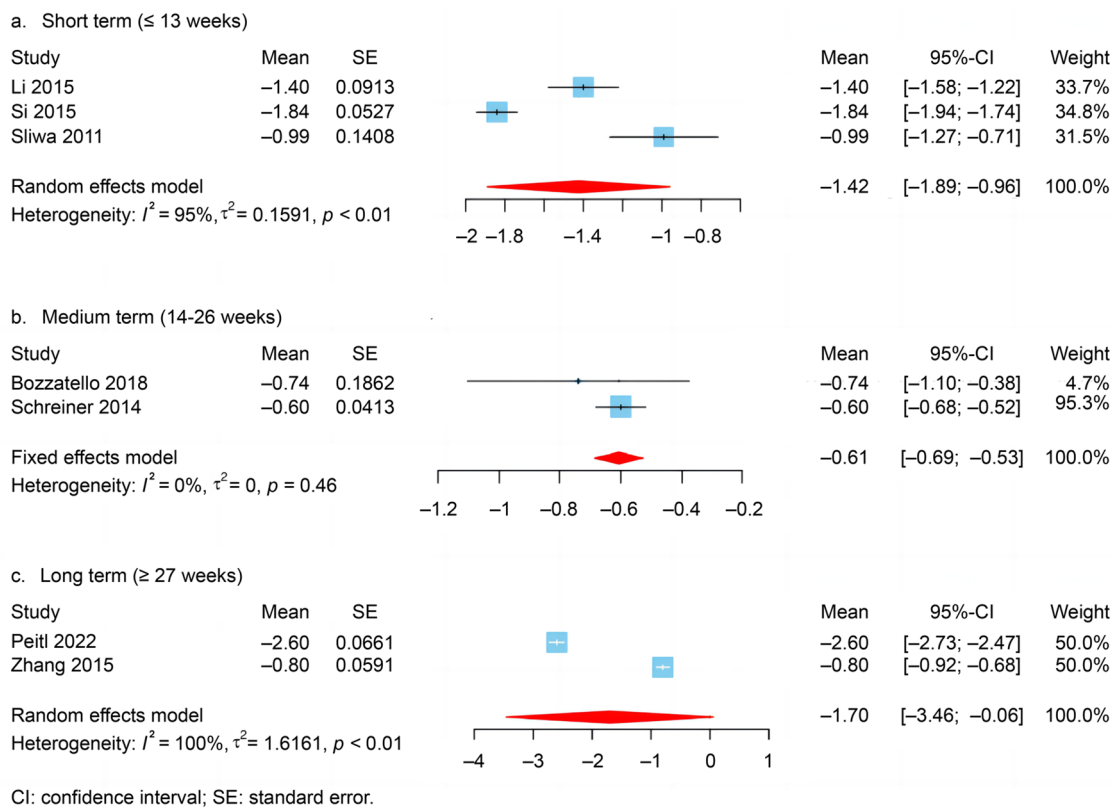 a. Short term (≤ 13 weeks)
Study Mean SE Mean 95%-CI Weight
Li 2015 –1.40 0.0913 –1.40 [–1.58; –1.22] 33.7%
Si 2015 –1.84 0.0527 –1.84 [–1.94; –1.74] 34.8%
Sliwa 2011 –0.99 0.1408 –0.99 [–1.27; –0.71] 31.5%
Random effects model –1.42 [–1.89; –0.96] 100.0%
Heterogeneity: I² = 95%, τ² = 0.1591, p < 0.01
–2 –1.8 –1.4 –1 –0.8
b. Medium term (14-26 weeks)
Study Mean SE Mean 95%-CI Weight
Bozzatello 2018 –0.74 0.1862 –0.74 [–1.10; –0.38] 4.7%
Schreiner 2014 –0.60 0.0413 –0.60 [–0.68; –0.52] 95.3%
Fixed effects model –0.61 [–0.69; –0.53] 100.0%
Heterogeneity: I² = 0%, τ² = 0, p = 0.46
–1.2 –1 –0.8 –0.6 –0.4 –0.2
c. Long term (≥ 27 weeks)
Study Mean SE Mean 95%-CI Weight
Peitl 2022 –2.60 0.0661 –2.60 [–2.73; –2.47] 50.0%
Zhang 2015 –0.80 0.0591 –0.80 [–0.92; –0.68] 50.0%
Random effects model –1.70 [–3.46; –0.06] 100.0%
Heterogeneity: I² = 100%, τ² = 1.6161, p < 0.01
–4 –3 –2 –1 0 1
CI: confidence interval; SE: standard error.